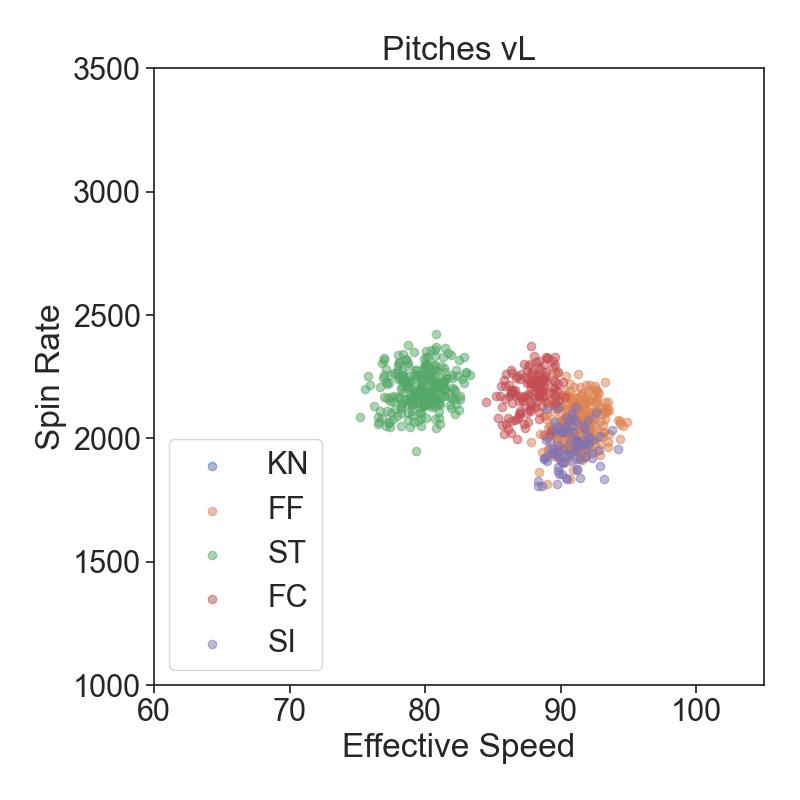 Pitches vL
3500
3000
2500
2000
1500
1000
Spin Rate
KN
FF
ST
FC
SI
60 70 80 90 100
Effective Speed